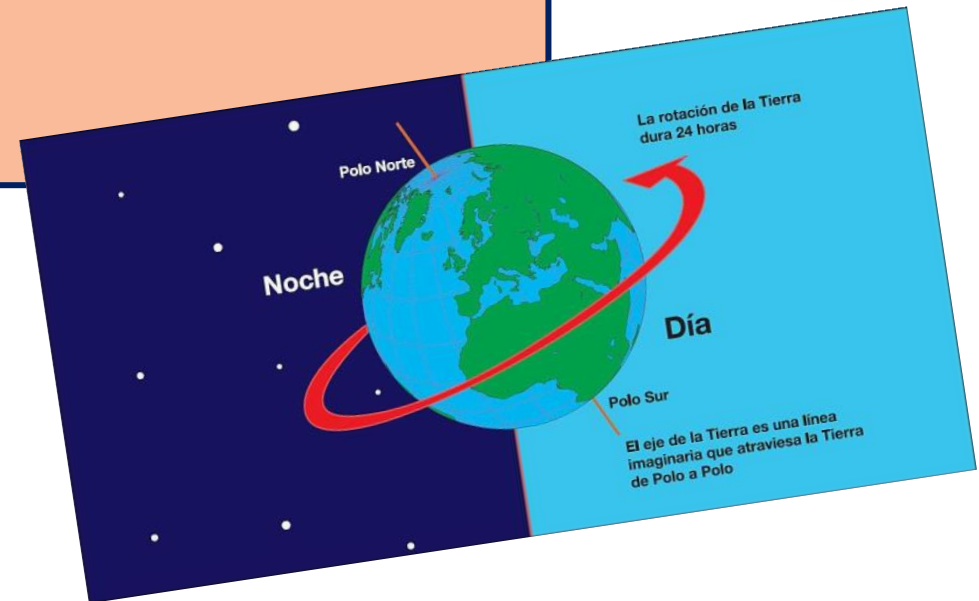 La rotación de la Tierra
dura 24 horas
Polo Norte
Noche
Día
Polo Sur
El eje de la Tierra es una línea
imaginaria que atraviesa la Tierra
de Polo a Polo